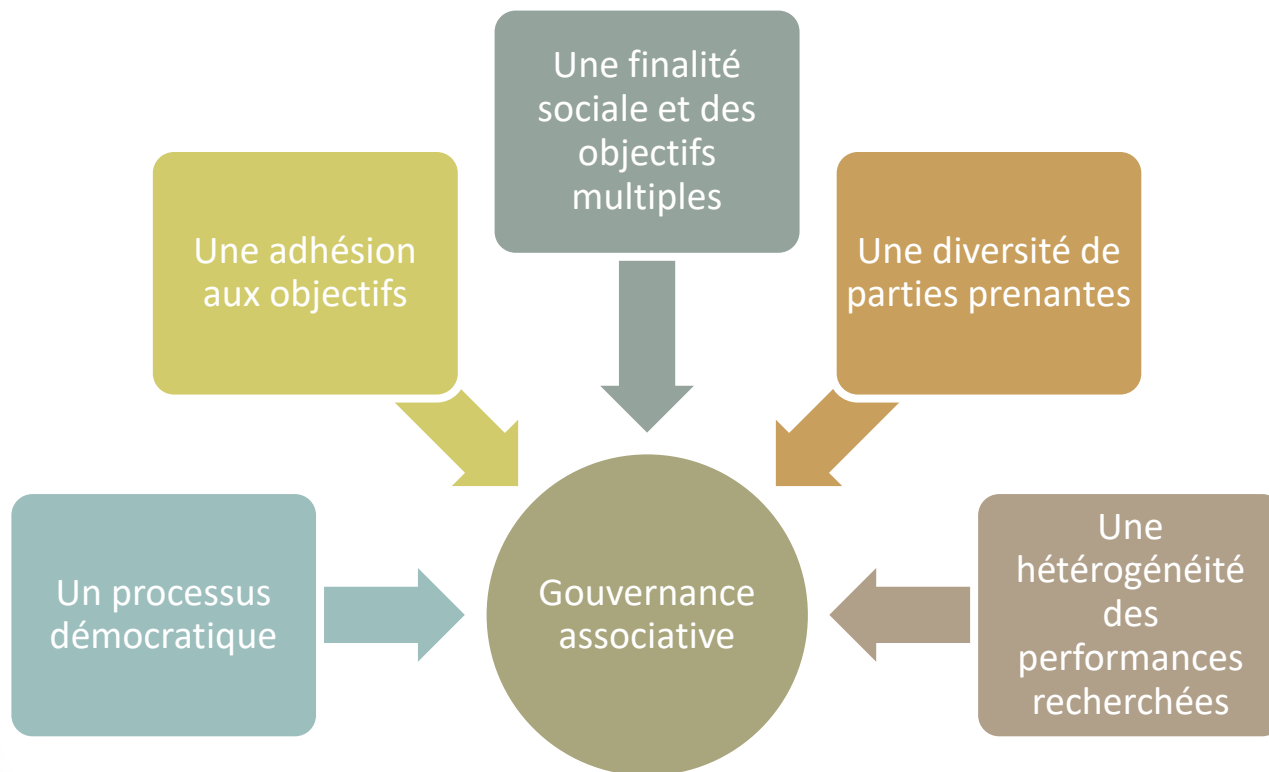 Une finalité
sociale et des
objectifs
multiples
Une adhésion
aux objectifs
Une diversité de
parties prenantes
Un processus
démocratique
Gouvernance
associative
Une
hétérogénéité
des
performances
recherchées